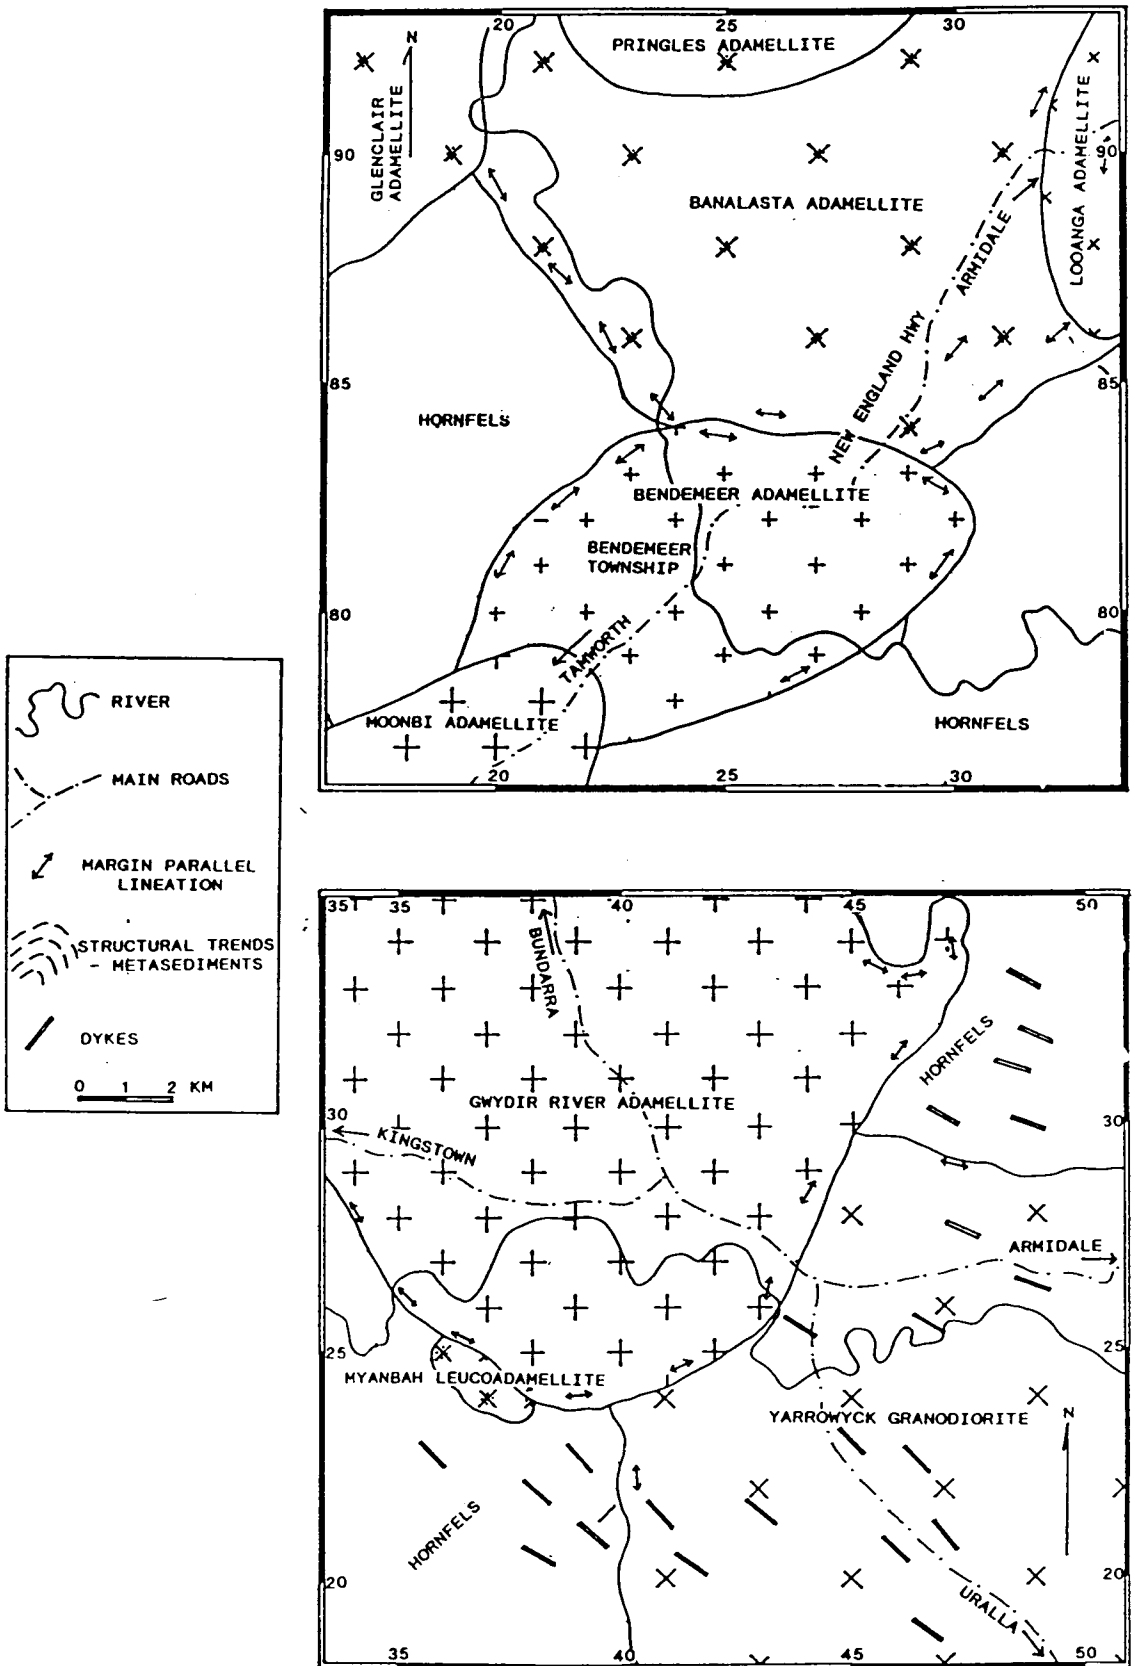 20
25
30
PRINGLES ADAMELLITE
N
GLENCLAIR
ADAMELLITE
LOOANGA ADAMELLITE
90
90
BANALASTA ADAMELLITE
ARMIDALE
NEW ENGLAND HWY
85
85
HORNFELS
BENDEMEER ADAMELLITE
BENDEMEER
TOWNSHIP
80
80
TAMWORTH
MOONBI ADAMELLITE
HORNFELS
20
25
30
RIVER
MAIN ROADS
MARGIN PARALLEL
LINEATION
STRUCTURAL TRENDS
- METASEDIMENTS
DYKES
0 1 2 KM
35
35
40
45
50
BUNDARRA
HORNFELS
GWYDIR RIVER ADAMELLITE
30
30
KINGSTOWN
ARMIDALE
25
25
MYANBAH LEUCOADAMELLITE
YARROWYCK GRANODIORITE
N
HORNFELS
20
20
URALLA
35
40
45
50